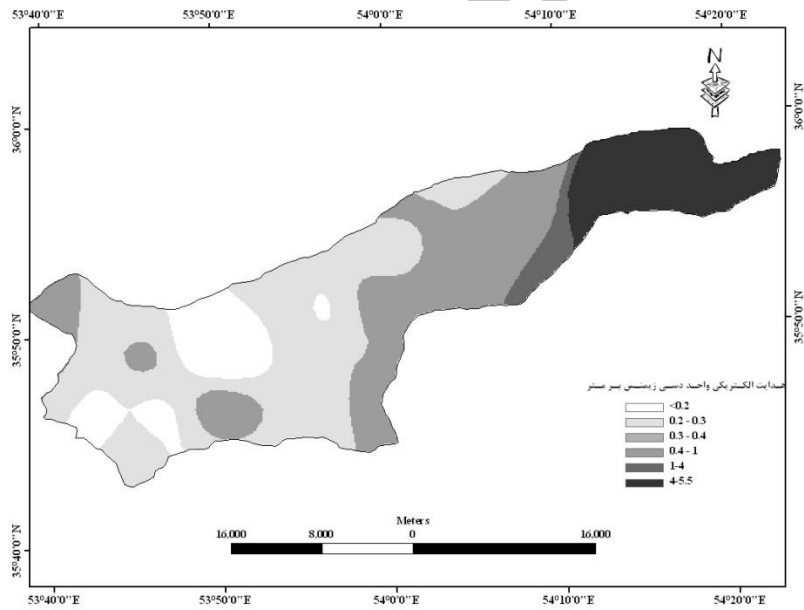 53°40'0"E 53°50'0"E 54°0'0"E 54°10'0"E 54°20'0"E
N
36°0'0"N 36°0'0"N
35°50'0"N 35°50'0"N
هدایت الکتریکی واحد دسی زیمنس بر متر
<0.2
0.2 - 0.3
0.3 - 0.4
0.4 - 1
1-4
4-5.5
Meters
16,000 8,000 0 16,000
35°40'0"N 35°40'0"N
53°40'0"E 53°50'0"E 54°0'0"E 54°10'0"E 54°20'0"E